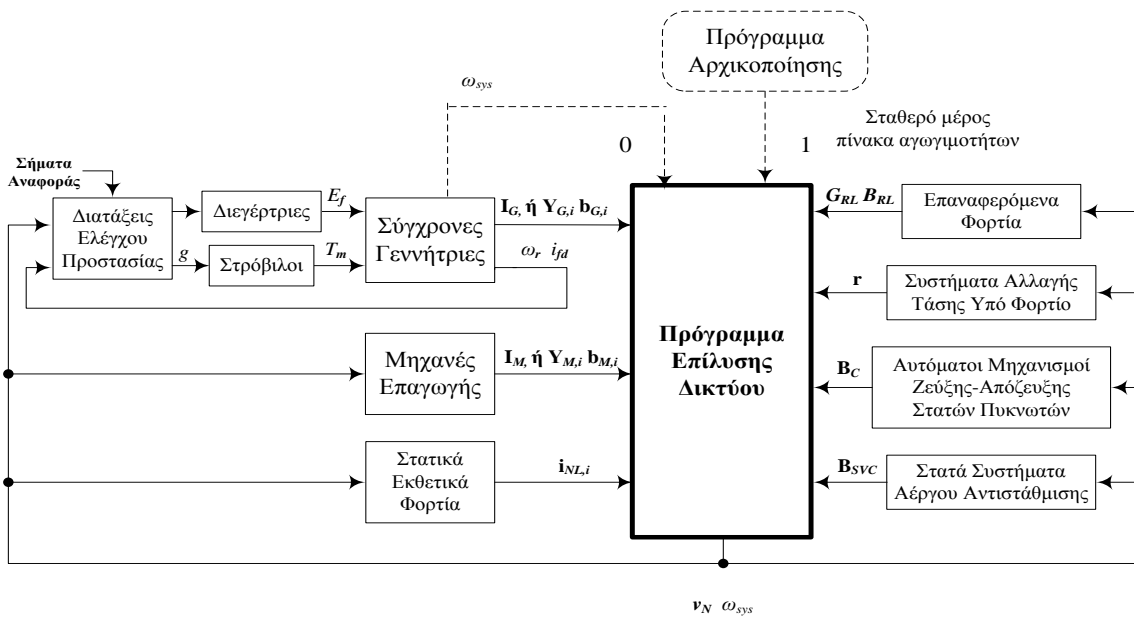 Πρόγραμμα
Αρχικοποίησης
ω_sys
Σταθερό μέρος
πίνακα αγωγιμοτήτων
0
1
Σήματα
Αναφοράς
Διατάξεις
Ελέγχου
Προστασίας
Διεγέρτριες
E_f
g
Στρόβιλοι
T_m
Σύγχρονες
Γεννήτριες
I_G, ή Y_G,i b_G,i
ω_r i_fd
Μηχανές
Επαγωγής
I_M, ή Y_M,i b_M,i
Στατικά
Εκθετικά
Φορτία
i_NL,i
Πρόγραμμα
Επίλυσης
Δικτύου
G_RL B_RL
Επαναφερόμενα
Φορτία
r
Συστήματα Αλλαγής
Τάσης Υπό Φορτίο
B_C
Αυτόματοι Μηχανισμοί
Ζεύξης-Απόζευξης
Στατών Πυκνωτών
B_SVC
Στατά Συστήματα
Αέργου Αντιστάθμισης
v_N ω_sys